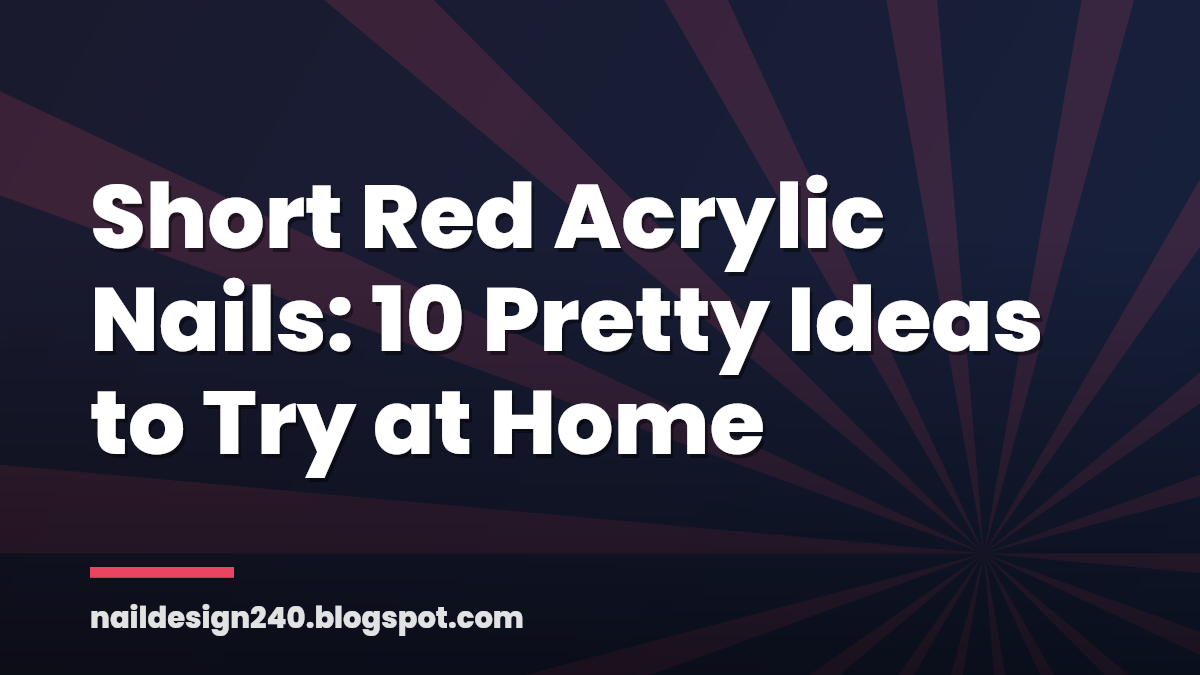 Short Red Acrylic
Nails: 10 Pretty Ideas
to Try at Home
naildesign240.blogspot.com